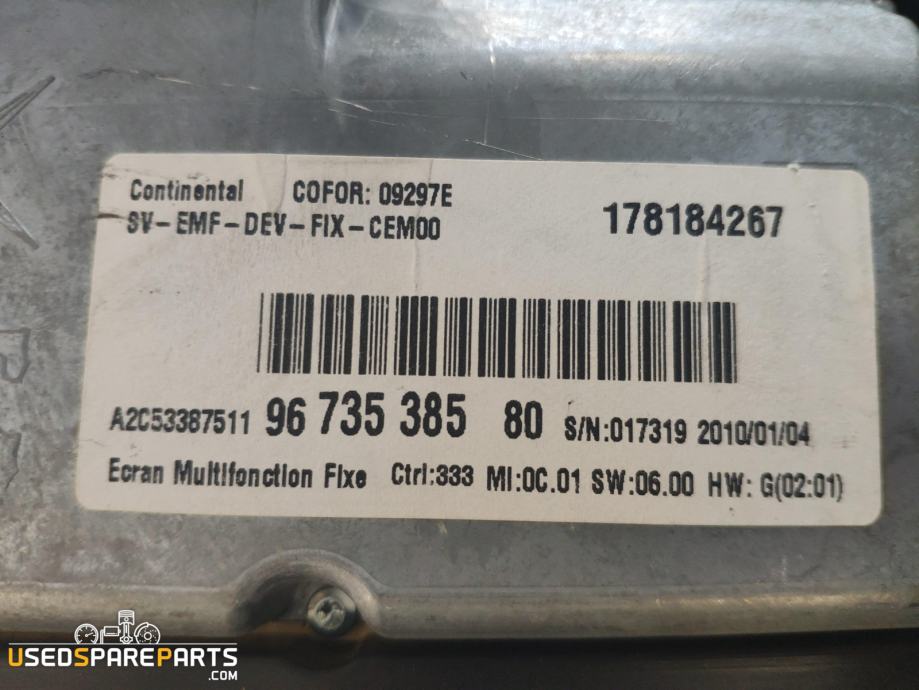 Continental COFOR: 09297E
SV-EMF-DEV-FIX-CEM00 178184267
A2C53387511 96 735 385 80 S/N:017319 2010/01/04
Ecran Multifonction Fixe Ctrl:333 MI:0C.01 SW:06.00 HW: G(02:01)
USEDSPAREPARTS
.COM